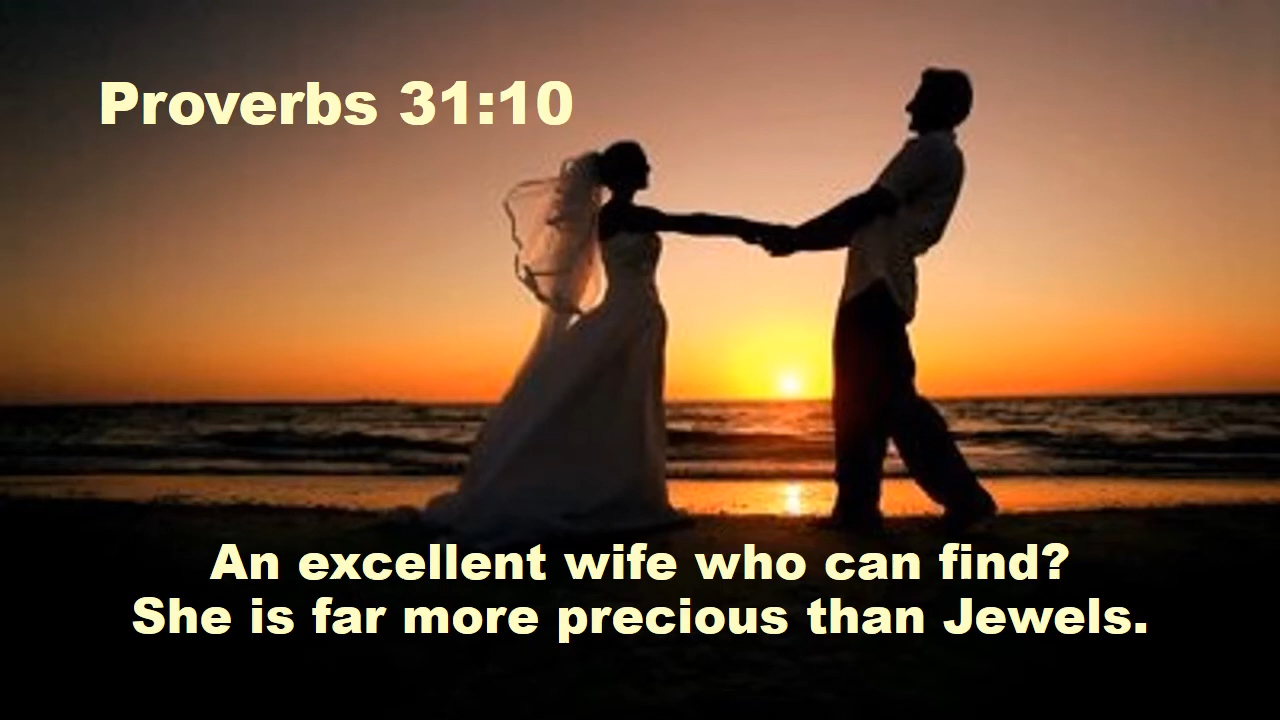 Proverbs 31:10
An excellent wife who can find?
She is far more precious than Jewels.